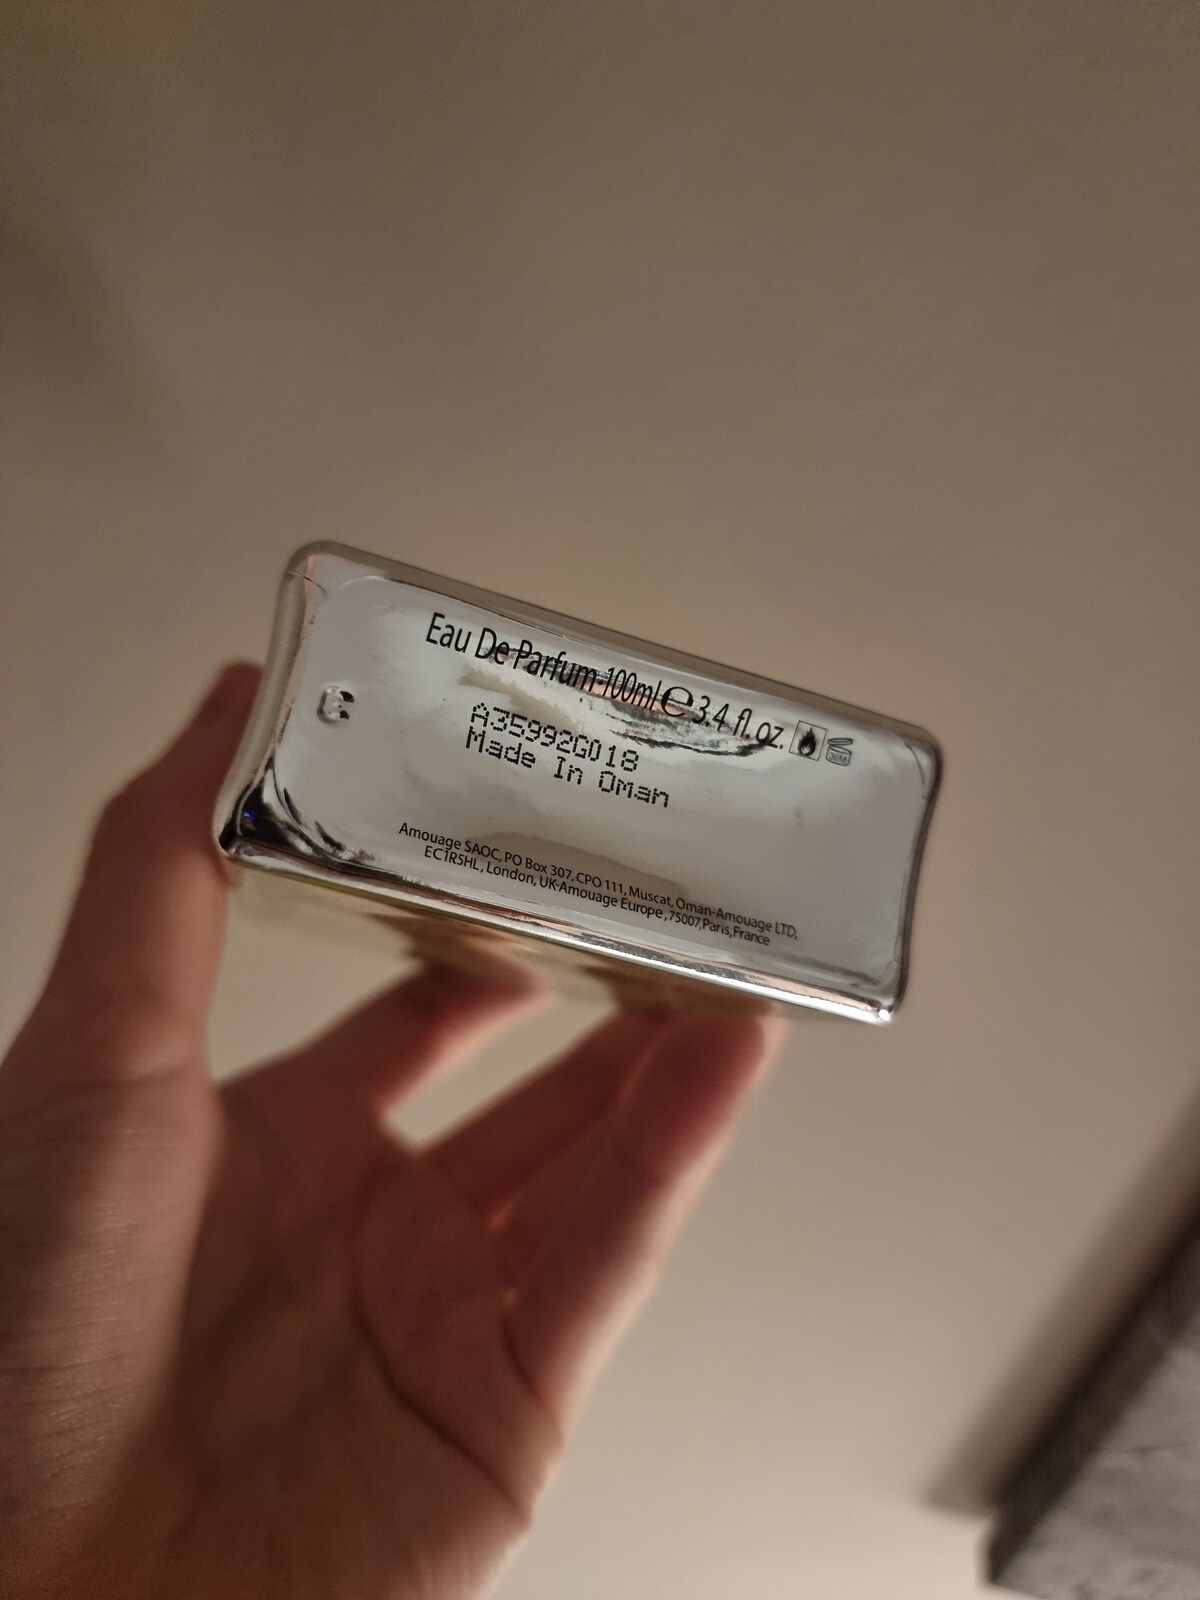 Eau De Parfum-100ml℮3.4 fl.oz.
30M
A35992G018
Made In Oman
Amouage SAOC, PO Box 307, CPO 111, Muscat, Oman-Amouage LTD,
EC1R5HL, London, UK-Amouage Europe, 75007, Paris, France